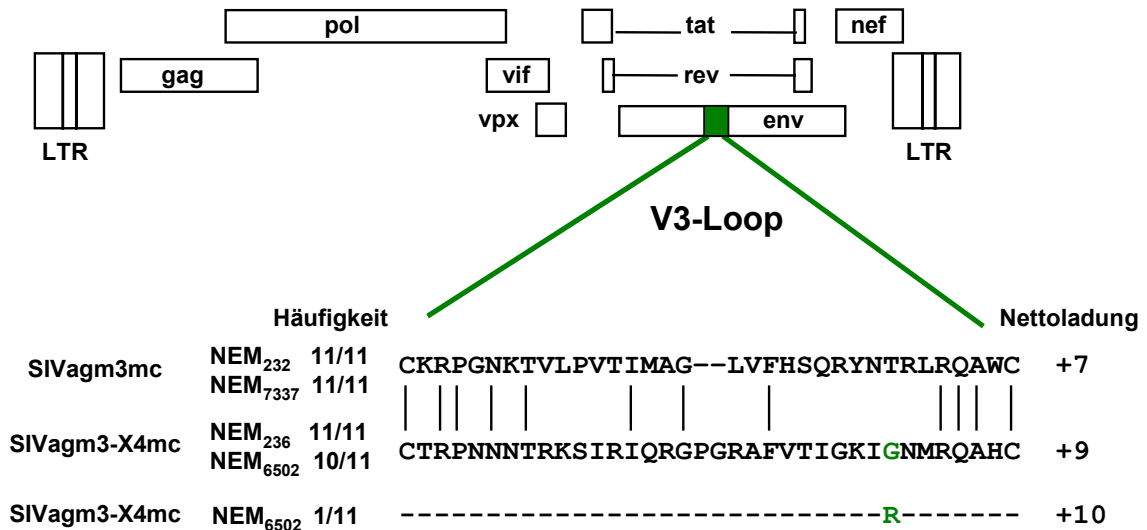 pol
tat
nef
gag
vif
rev
vpx
env
LTR
LTR
V3-Loop
Häufigkeit
Nettoladung
SIVagm3mc
NEM232 11/11
NEM7337 11/11
CKRPGNKTVLPVTIMAG--LVFHSQRYNTRLRQAWC
+7
SIVagm3-X4mc
NEM236 11/11
NEM6502 10/11
CTRPNNNTRKSIRIQRGPGRAFVTIGKIGNMRQAHC
+9
SIVagm3-X4mc
NEM6502 1/11
----------------------------R-------
+10